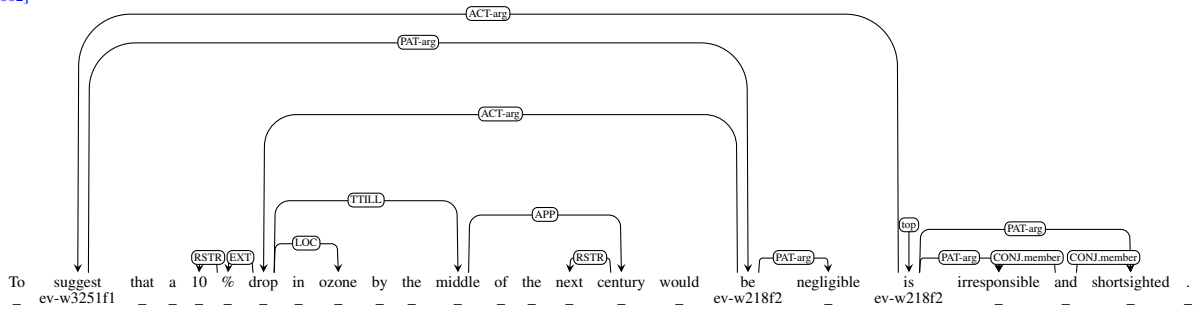 002]
ACT-arg
PAT-arg
ACT-arg
TTILL
APP
top
PAT-arg
LOC
RSTR EXT RSTR PAT-arg PAT-arg CONJ.member CONJ.member
To suggest that a 10 % drop in ozone by the middle of the next century would be negligible is irresponsible and shortsighted .
_ ev-w3251f1 _ _ _ _ _ _ _ _ _ _ _ _ _ _ _ ev-w218f2 _ ev-w218f2 _ _ _ _